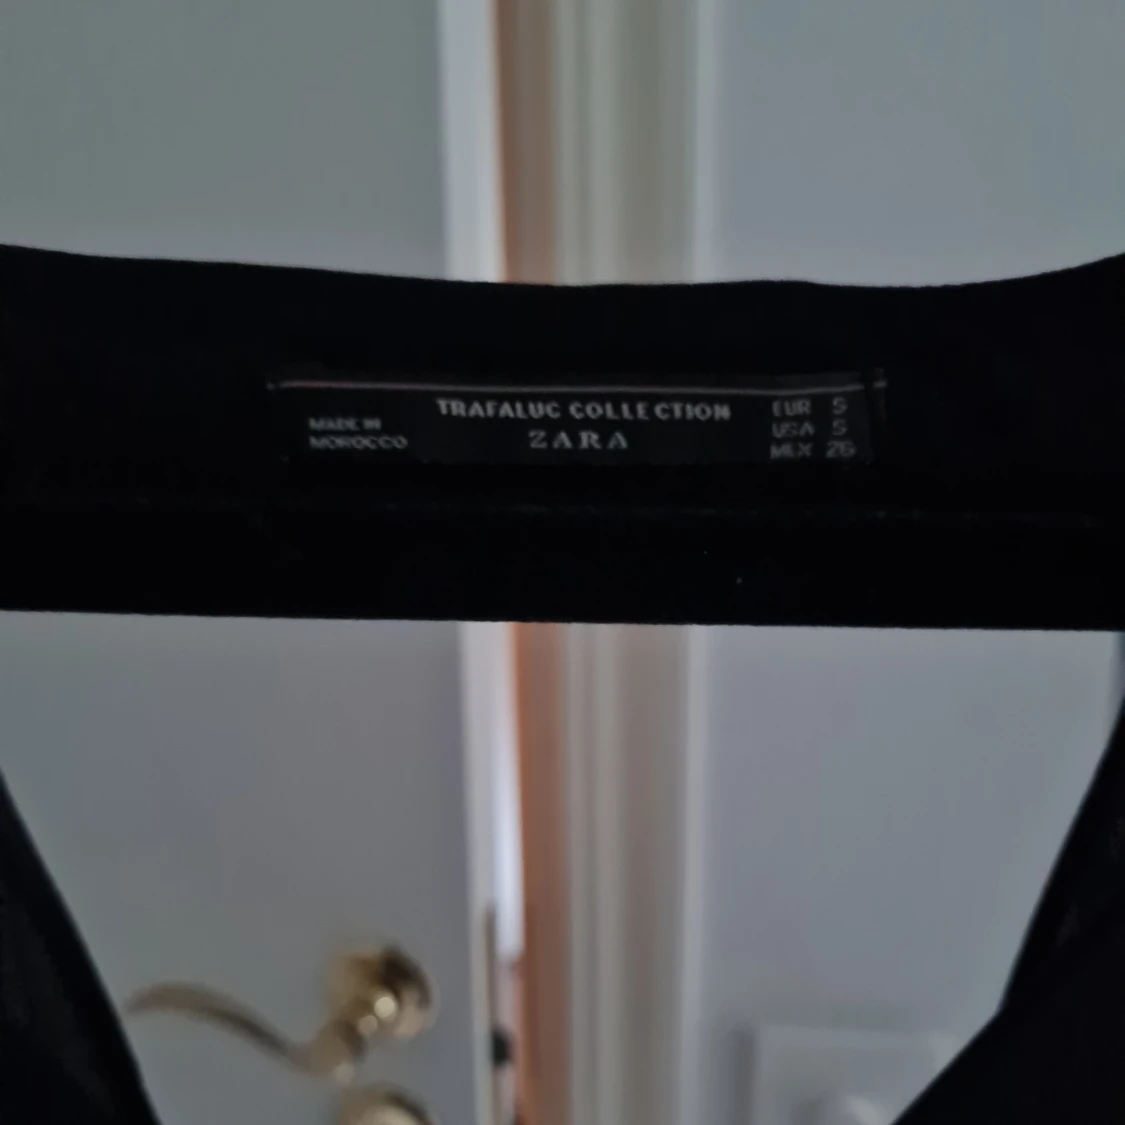 MADE IN
MOROCCO
TRAFALUC COLLECTION
ZARA
EUR S
USA S
MEX 26